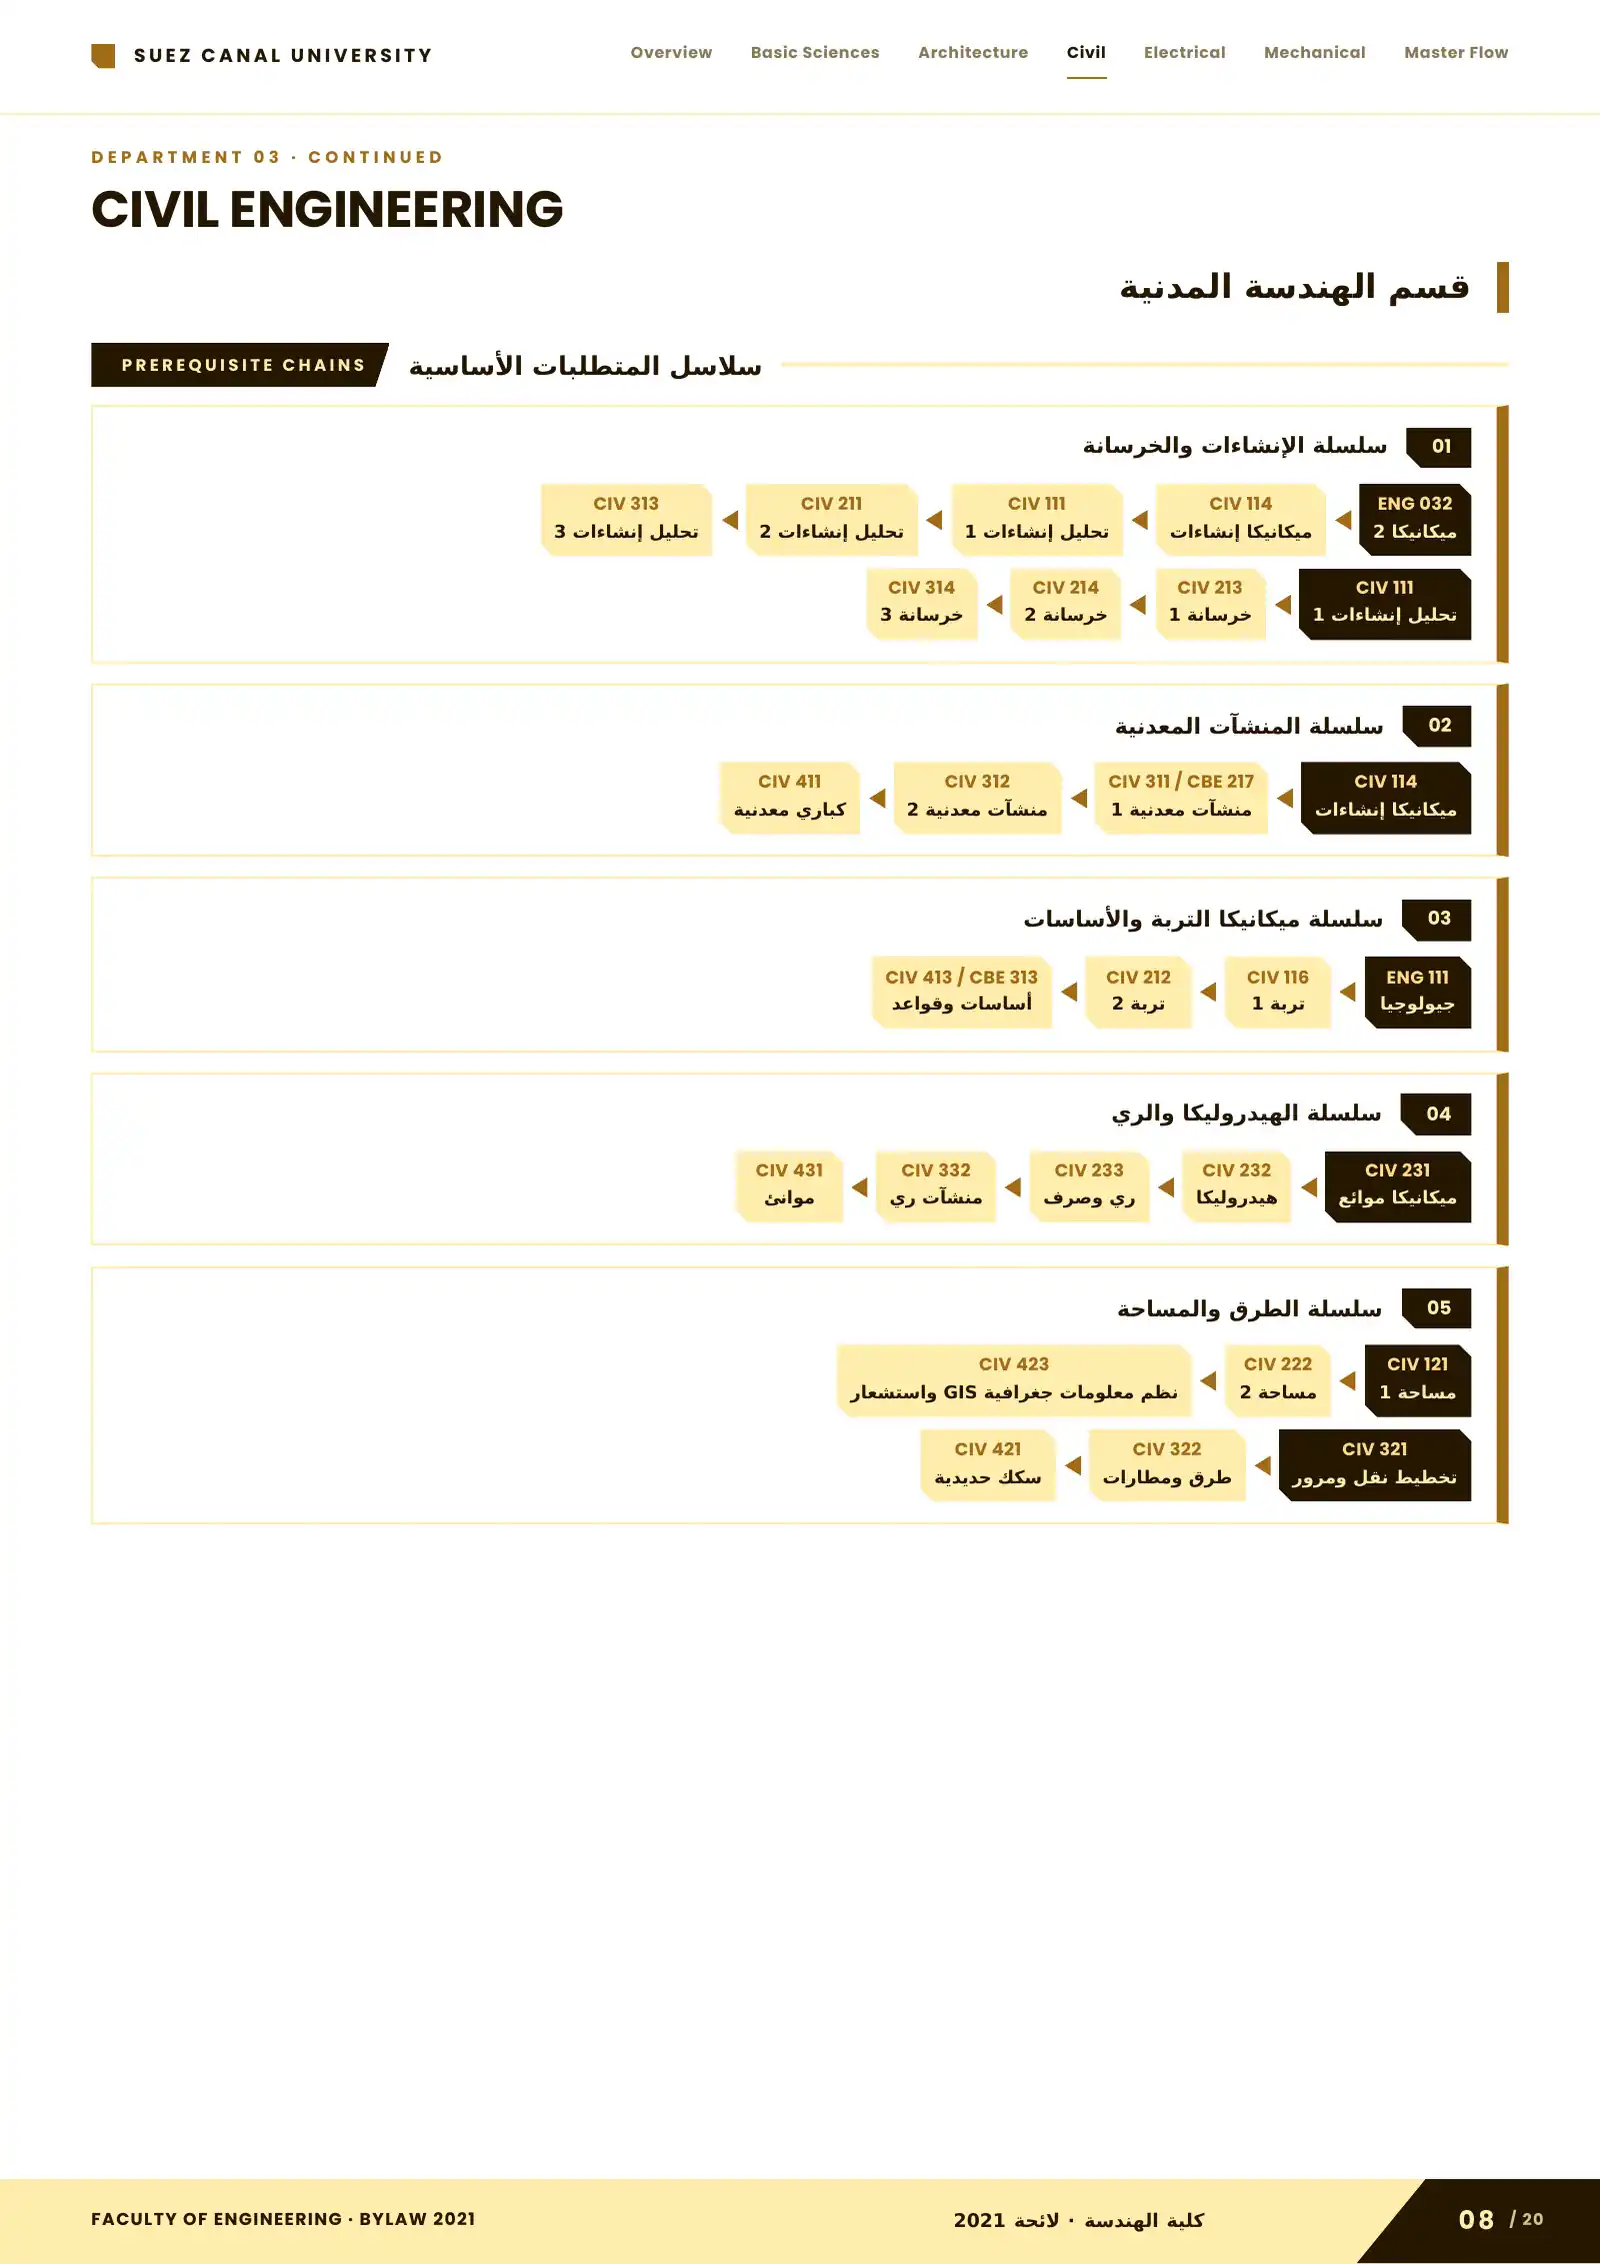 SUEZ CANAL UNIVERSITY
Overview Basic Sciences Architecture Civil Electrical Mechanical Master Flow
DEPARTMENT 03 · CONTINUED
CIVIL ENGINEERING
قسم الهندسة المدنية
PREREQUISITE CHAINS سلاسل المتطلبات الأساسية
01 سلسلة الإنشاءات والخرسانة
ENG 032 ◀ CIV 114 ◀ CIV 111 ◀ CIV 211 ◀ CIV 313
ميكانيكا 2 ميكانيكا إنشاءات تحليل إنشاءات 1 تحليل إنشاءات 2 تحليل إنشاءات 3
CIV 111 ◀ CIV 213 ◀ CIV 214 ◀ CIV 314
تحليل إنشاءات 1 خرسانة 1 خرسانة 2 خرسانة 3
02 سلسلة المنشآت المعدنية
CIV 114 ◀ CIV 311 / CBE 217 ◀ CIV 312 ◀ CIV 411
ميكانيكا إنشاءات منشآت معدنية 1 منشآت معدنية 2 كباري معدنية
03 سلسلة ميكانيكا التربة والأساسات
ENG 111 ◀ CIV 116 ◀ CIV 212 ◀ CIV 413 / CBE 313
جيولوجيا تربة 1 تربة 2 أساسات وقواعد
04 سلسلة الهيدروليكا والري
CIV 231 ◀ CIV 232 ◀ CIV 233 ◀ CIV 332 ◀ CIV 431
ميكانيكا موائع هيدروليكا ري وصرف منشآت ري موانئ
05 سلسلة الطرق والمساحة
CIV 121 ◀ CIV 222 ◀ CIV 423
مساحة 1 مساحة 2 نظم معلومات جغرافية GIS واستشعار
CIV 321 ◀ CIV 322 ◀ CIV 421
تخطيط نقل ومرور طرق ومطارات سكك حديدية
FACULTY OF ENGINEERING · BYLAW 2021
كلية الهندسة · لائحة 2021
08 / 20